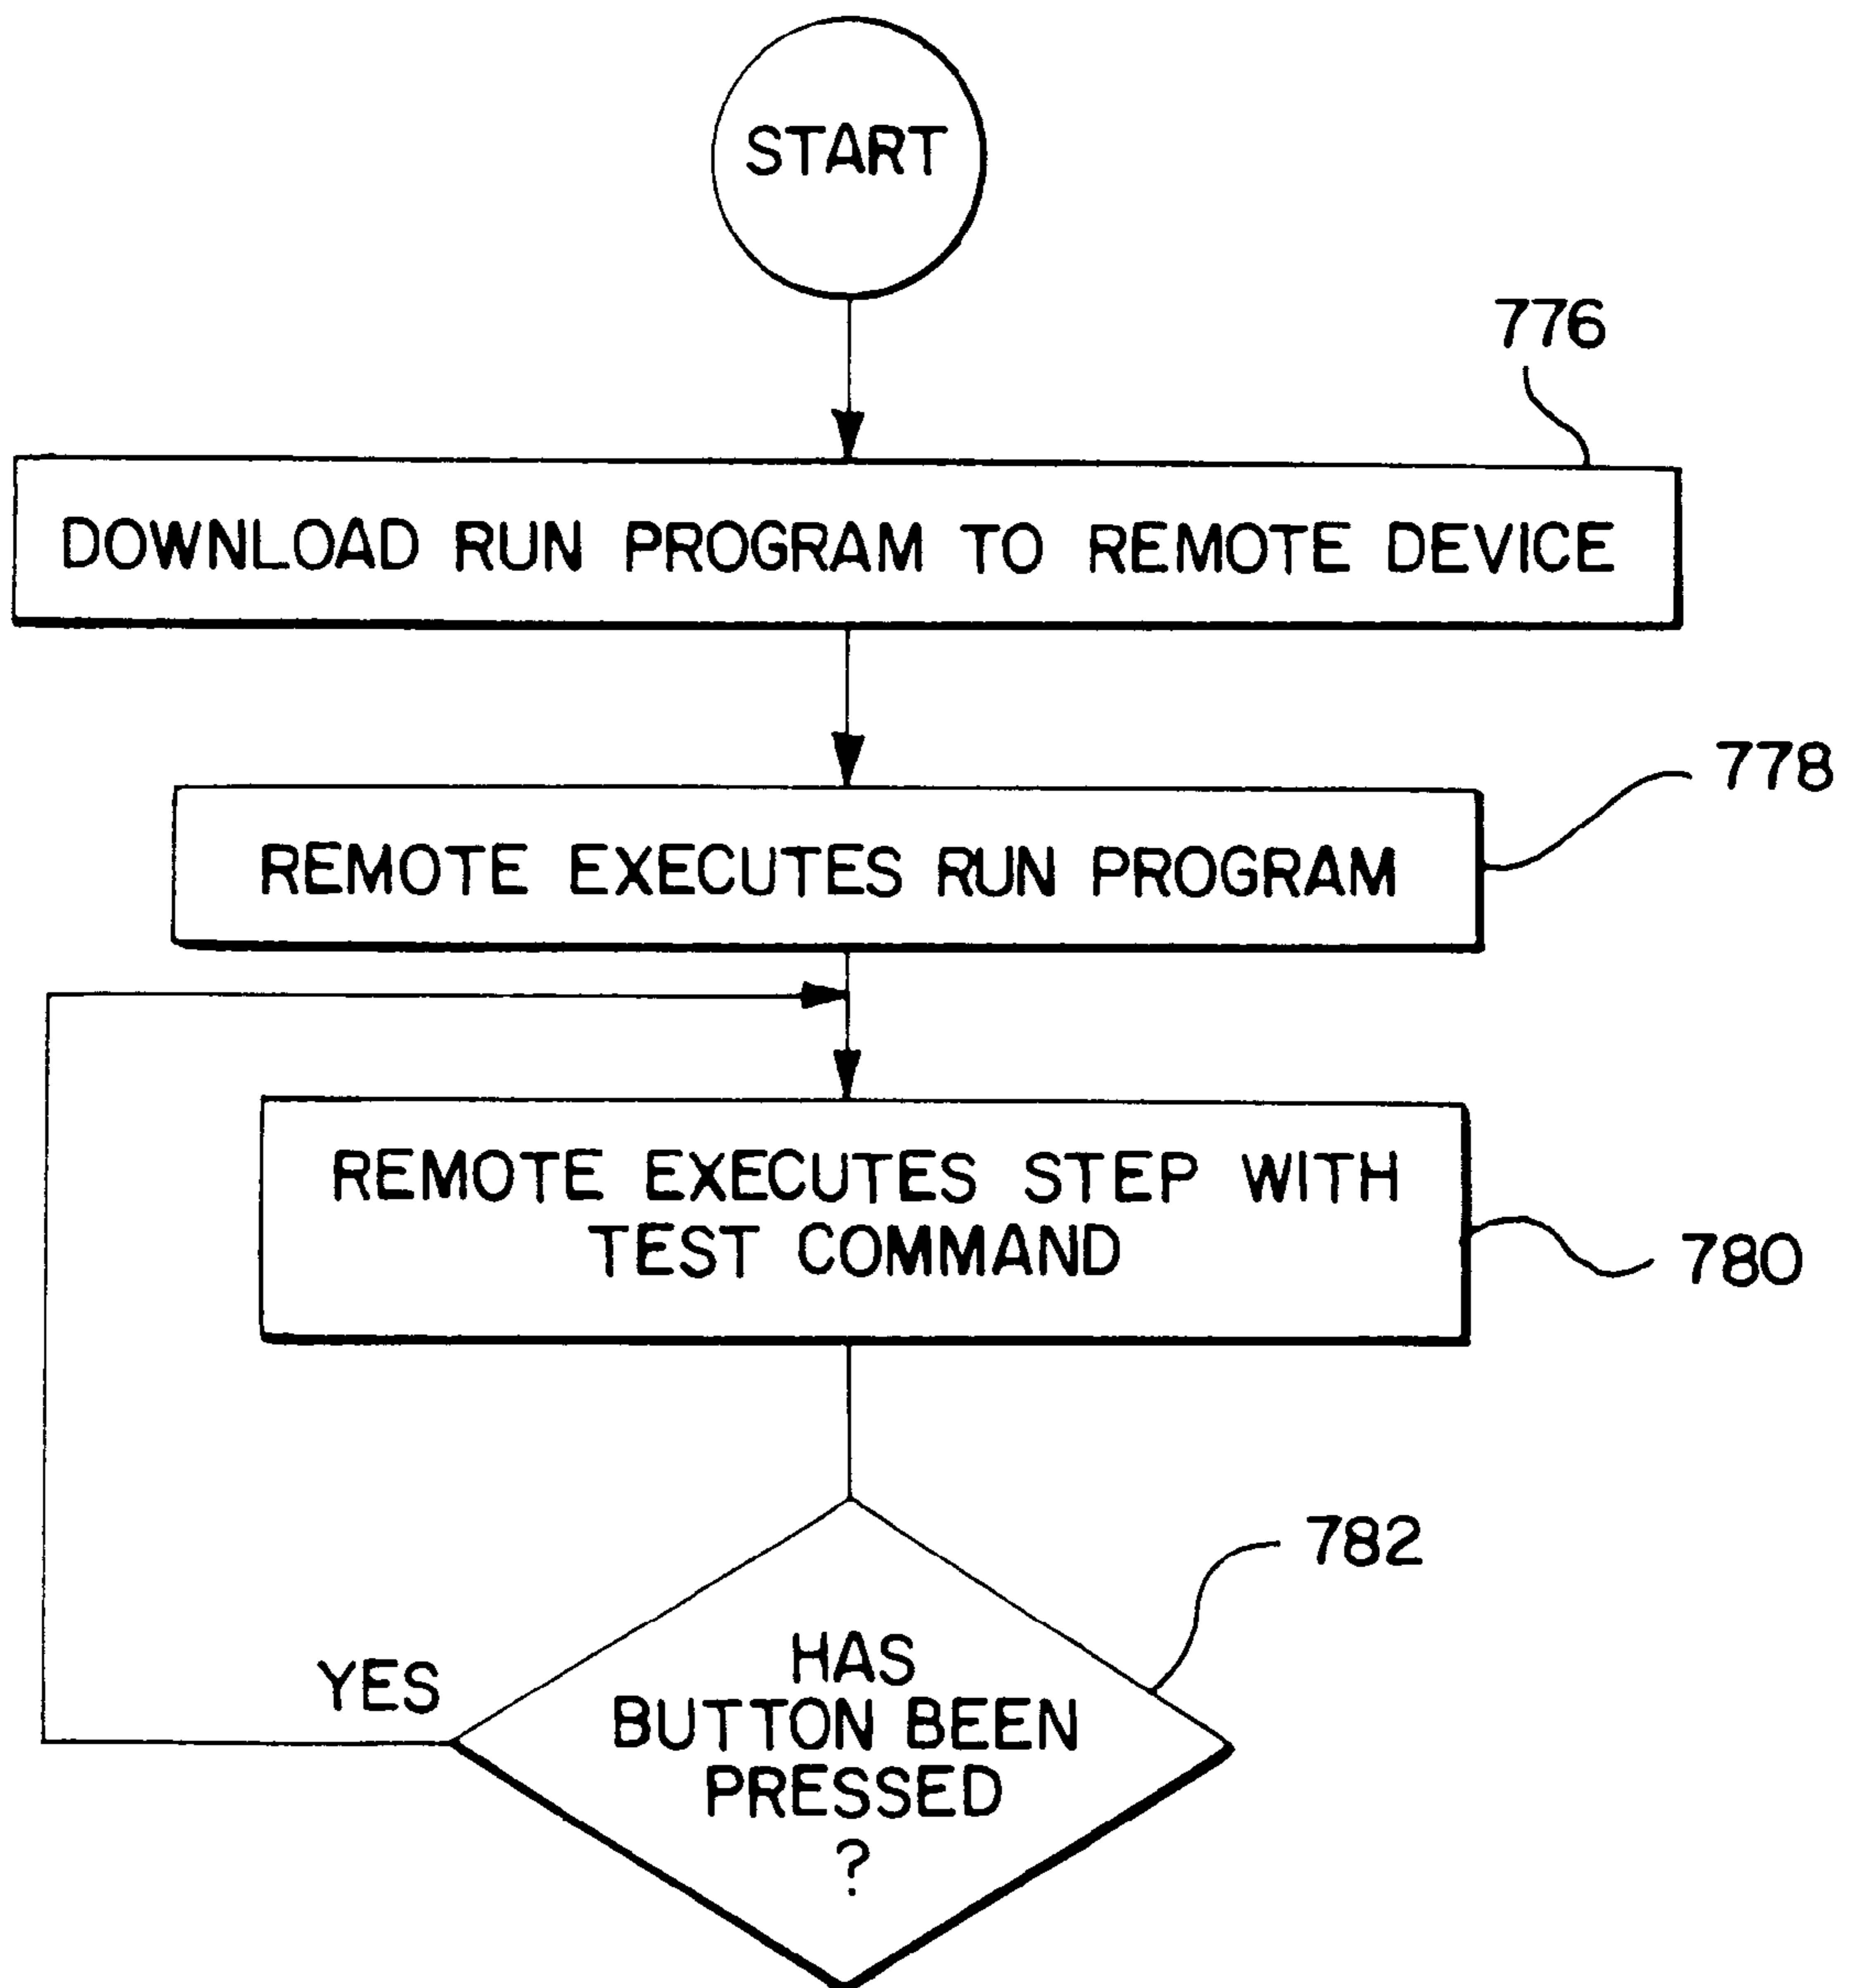 START
776
DOWNLOAD RUN PROGRAM TO REMOTE DEVICE
778
REMOTE EXECUTES RUN PROGRAM
REMOTE EXECUTES STEP WITH
TEST COMMAND
780
782
YES
HAS
BUTTON BEEN
PRESSED
?